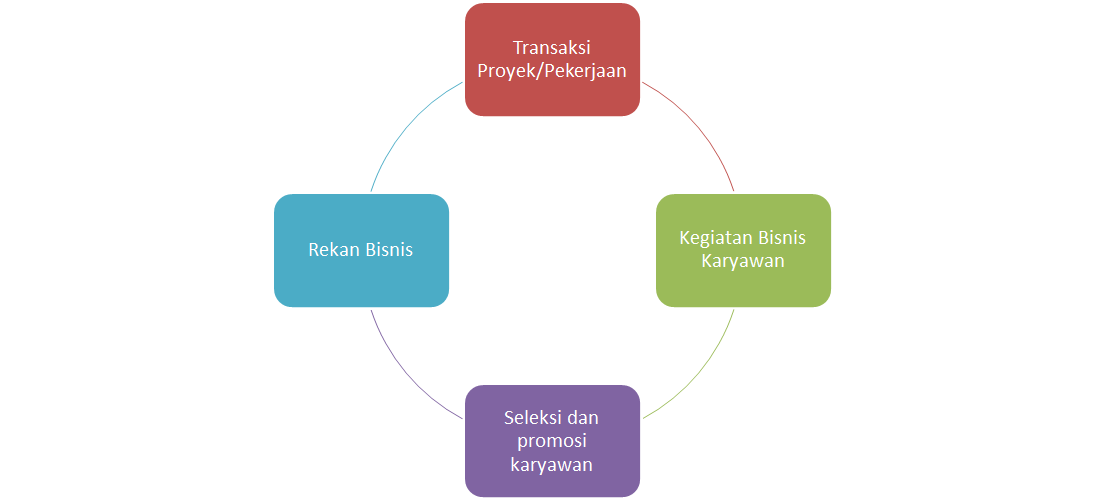 Transaksi
Proyek/Pekerjaan
Kegiatan Bisnis
Karyawan
Rekan Bisnis
Seleksi dan
promosi
karyawan